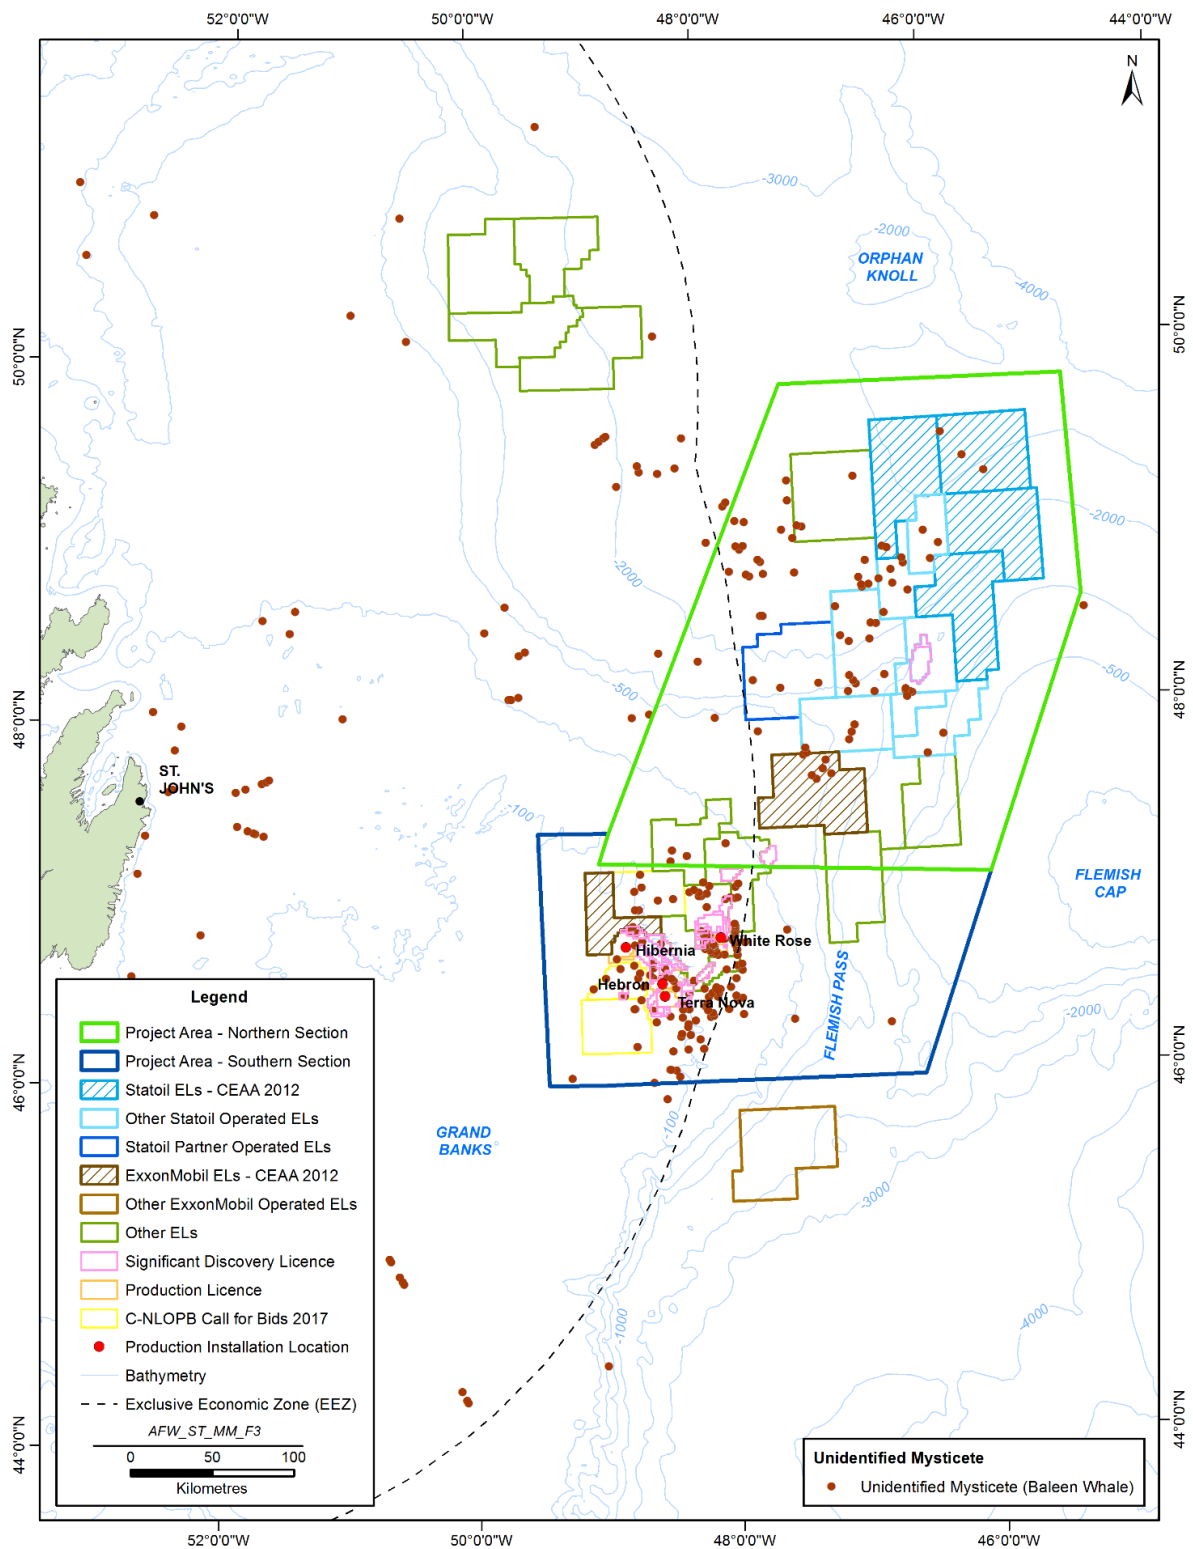 52°0'0"W
50°0'0"W
48°0'0"W
46°0'0"W
44°0'0"W
N
-3000
-2000
ORPHAN
KNOLL
-4000
50°0'0"N
50°0'0"N
-2000
-2000
-500
-500
48°0'0"N
48°0'0"N
ST.
JOHN'S
-100
FLEMISH
CAP
White Rose
Hibernia
Hebron
Terra Nova
FLEMISH PASS
-2000
46°0'0"N
46°0'0"N
-100
GRAND
BANKS
-3000
-1000
-4000
44°0'0"N
44°0'0"N
Legend
Project Area - Northern Section
Project Area - Southern Section
Statoil ELs - CEAA 2012
Other Statoil Operated ELs
Statoil Partner Operated ELs
ExxonMobil ELs - CEAA 2012
Other ExxonMobil Operated ELs
Other ELs
Significant Discovery Licence
Production Licence
C-NLOPB Call for Bids 2017
Production Installation Location
Bathymetry
Exclusive Economic Zone (EEZ)
AFW_ST_MM_F3
0 50 100
Kilometres
Unidentified Mysticete
Unidentified Mysticete (Baleen Whale)
52°0'0"W
50°0'0"W
48°0'0"W
46°0'0"W